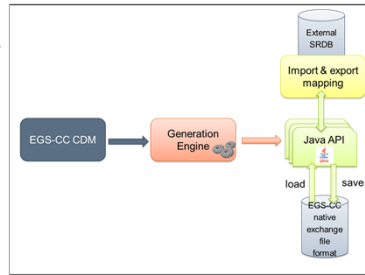 External
SRDB
Import & export
mapping
EGS-CC CDM
Generation
Engine
Java API
Java
load
save
EGS-CC
native
exchange
file
format